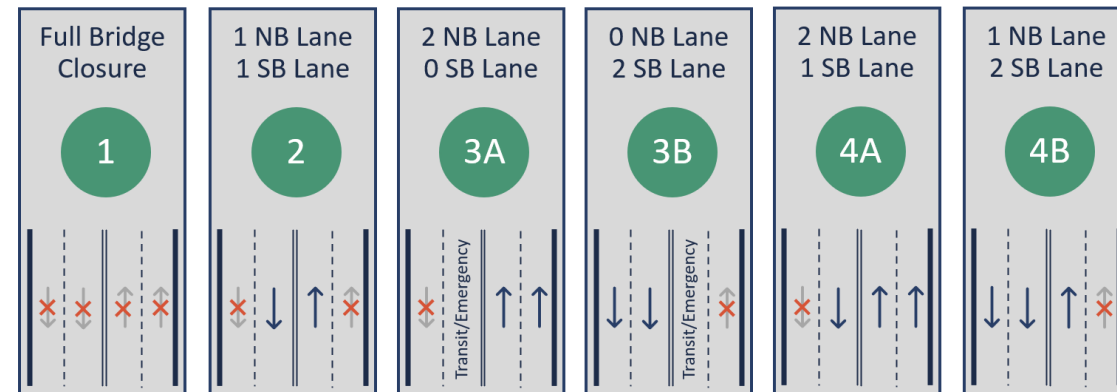 Full Bridge
Closure
1
1 NB Lane
1 SB Lane
2
2 NB Lane
0 SB Lane
3A
Transit/Emergency
0 NB Lane
2 SB Lane
3B
Transit/Emergency
2 NB Lane
1 SB Lane
4A
1 NB Lane
2 SB Lane
4B